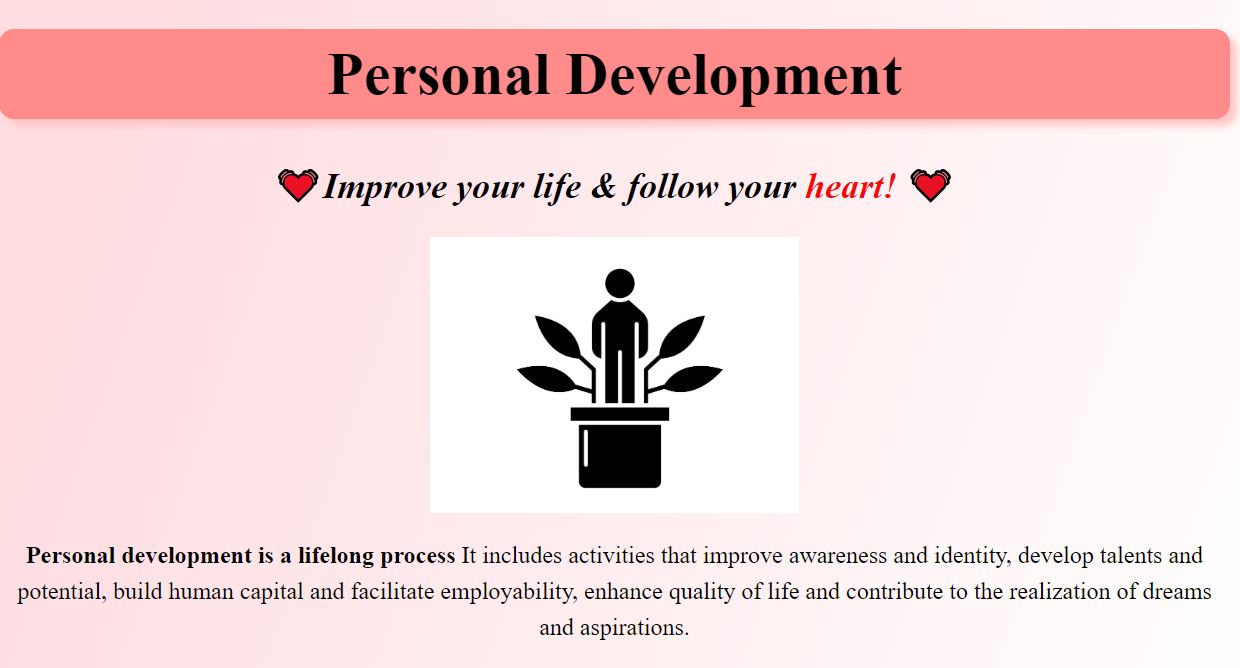 Personal Development
💓Improve your life & follow your heart! 💓
Personal development is a lifelong process It includes activities that improve awareness and identity, develop talents and
potential, build human capital and facilitate employability, enhance quality of life and contribute to the realization of dreams
and aspirations.